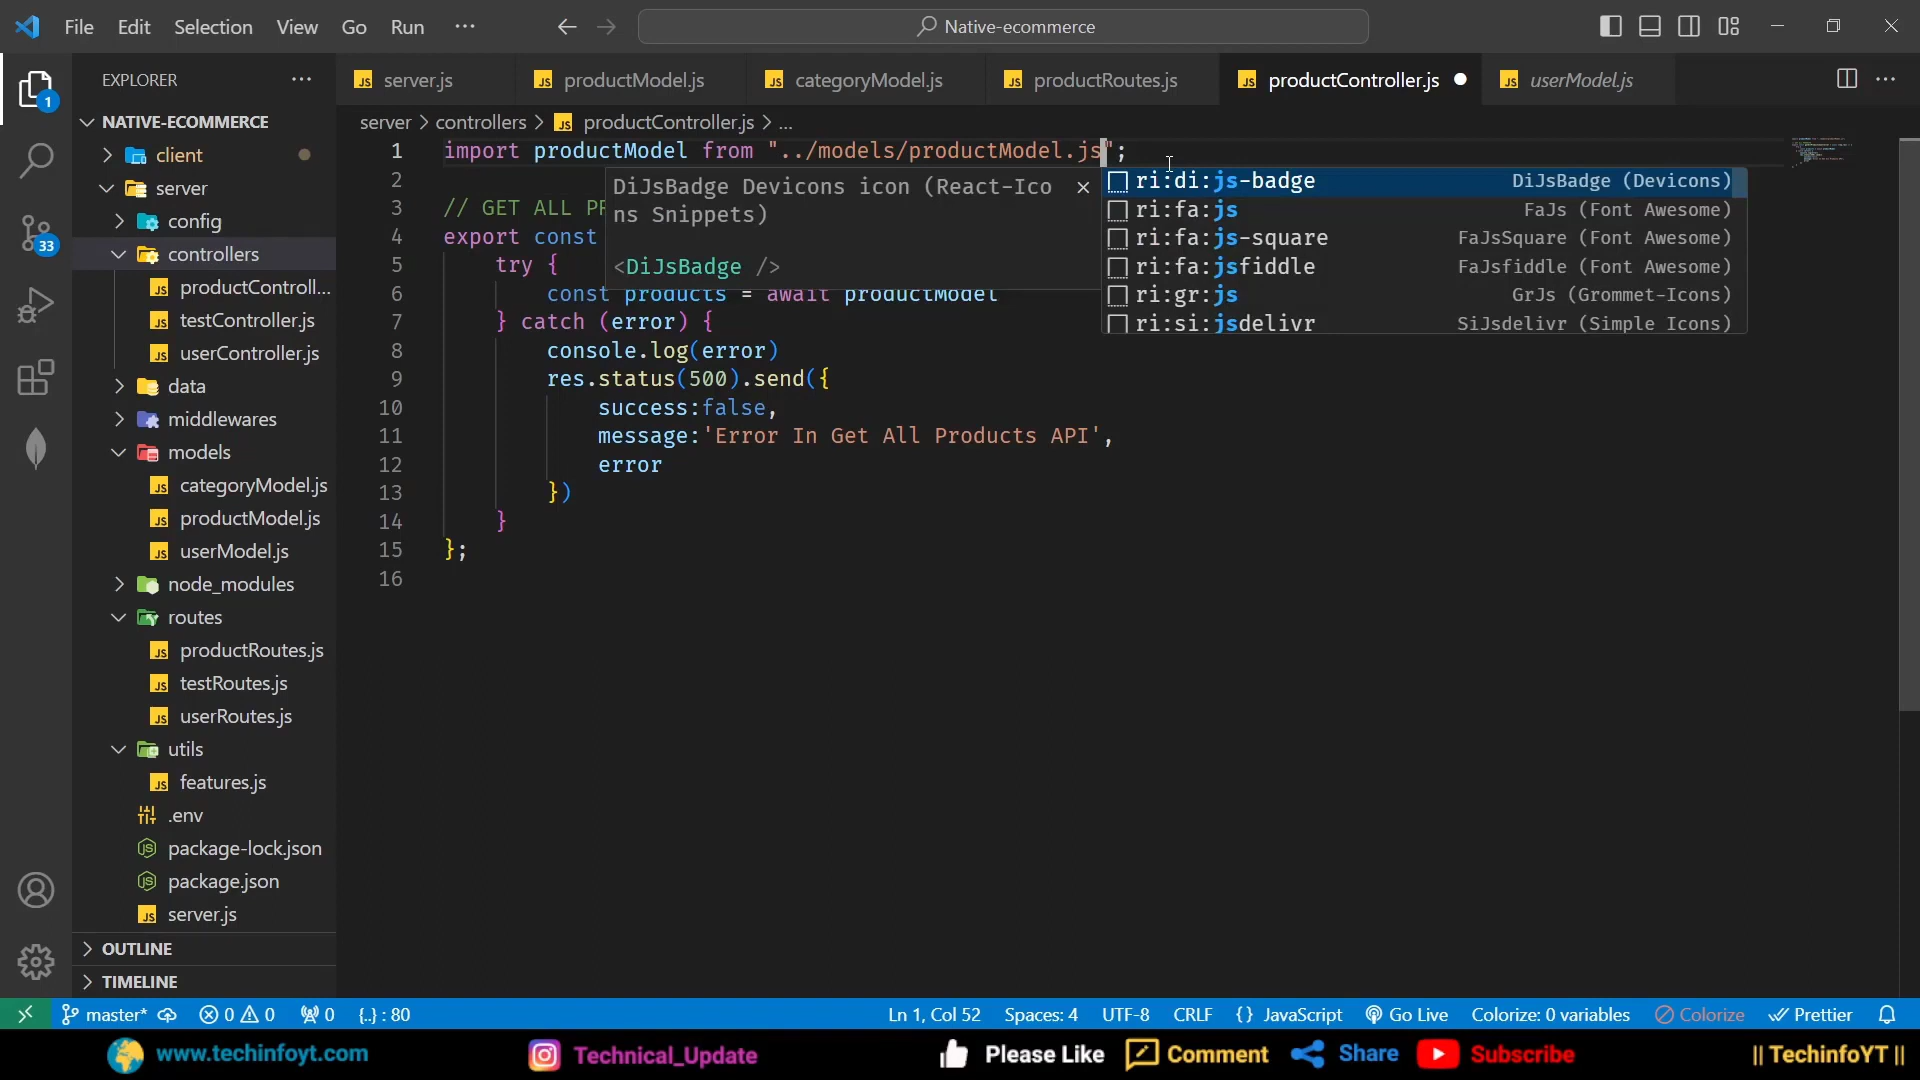 File Edit Selection View Go Run ··· Native-ecommerce
EXPLORER ···
server.js productModel.js categoryModel.js productRoutes.js productController.js userModel.js
server > controllers > productController.js > ...
NATIVE-ECOMMERCE
client
server
config
controllers
productControll...
testController.js
userController.js
data
middlewares
models
categoryModel.js
productModel.js
userModel.js
node_modules
routes
productRoutes.js
testRoutes.js
userRoutes.js
utils
features.js
.env
package-lock.json
package.json
server.js
OUTLINE
TIMELINE
1 import productModel from "../models/productModel.js";
2
3 // GET ALL PR
4 export const
5 try {
6 const products = await productModel
7 } catch (error) {
8 console.log(error)
9 res.status(500).send({
10 success:false,
11 message:'Error In Get All Products API',
12 error
13 })
14 }
15 };
16
DiJsBadge Devicons icon (React-Ico
ns Snippets)
<DiJsBadge />
ri:di:js-badge DiJsBadge (Devicons)
ri:fa:js FaJs (Font Awesome)
ri:fa:js-square FaJsSquare (Font Awesome)
ri:fa:jsfiddle FaJsfiddle (Font Awesome)
ri:gr:js GrJs (Grommet-Icons)
ri:si:jsdelivr SiJsdelivr (Simple Icons)
1
33
master* 0 0 0 {..} : 80 Ln 1, Col 52 Spaces: 4 UTF-8 CRLF {} JavaScript Go Live Colorize: 0 variables Colorize Prettier
www.techinfoyt.com Technical_Update Please Like Comment Share Subscribe || TechinfoYT ||